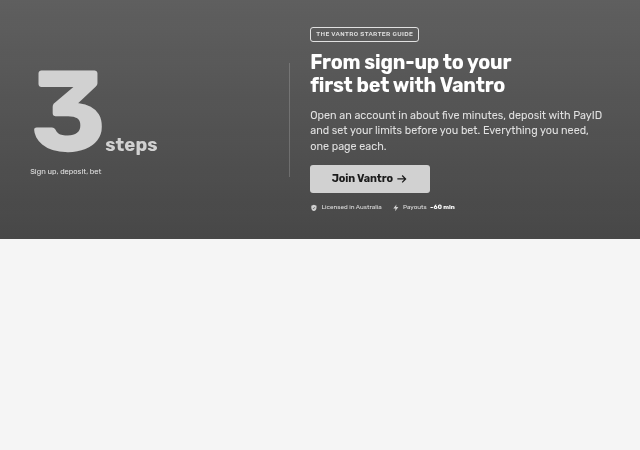 3 steps
Sign up, deposit, bet
THE VANTRO STARTER GUIDE
From sign-up to your
first bet with Vantro
Open an account in about five minutes, deposit with PayID
and set your limits before you bet. Everything you need,
one page each.
Join Vantro →
Licensed in Australia Payouts ~60 min